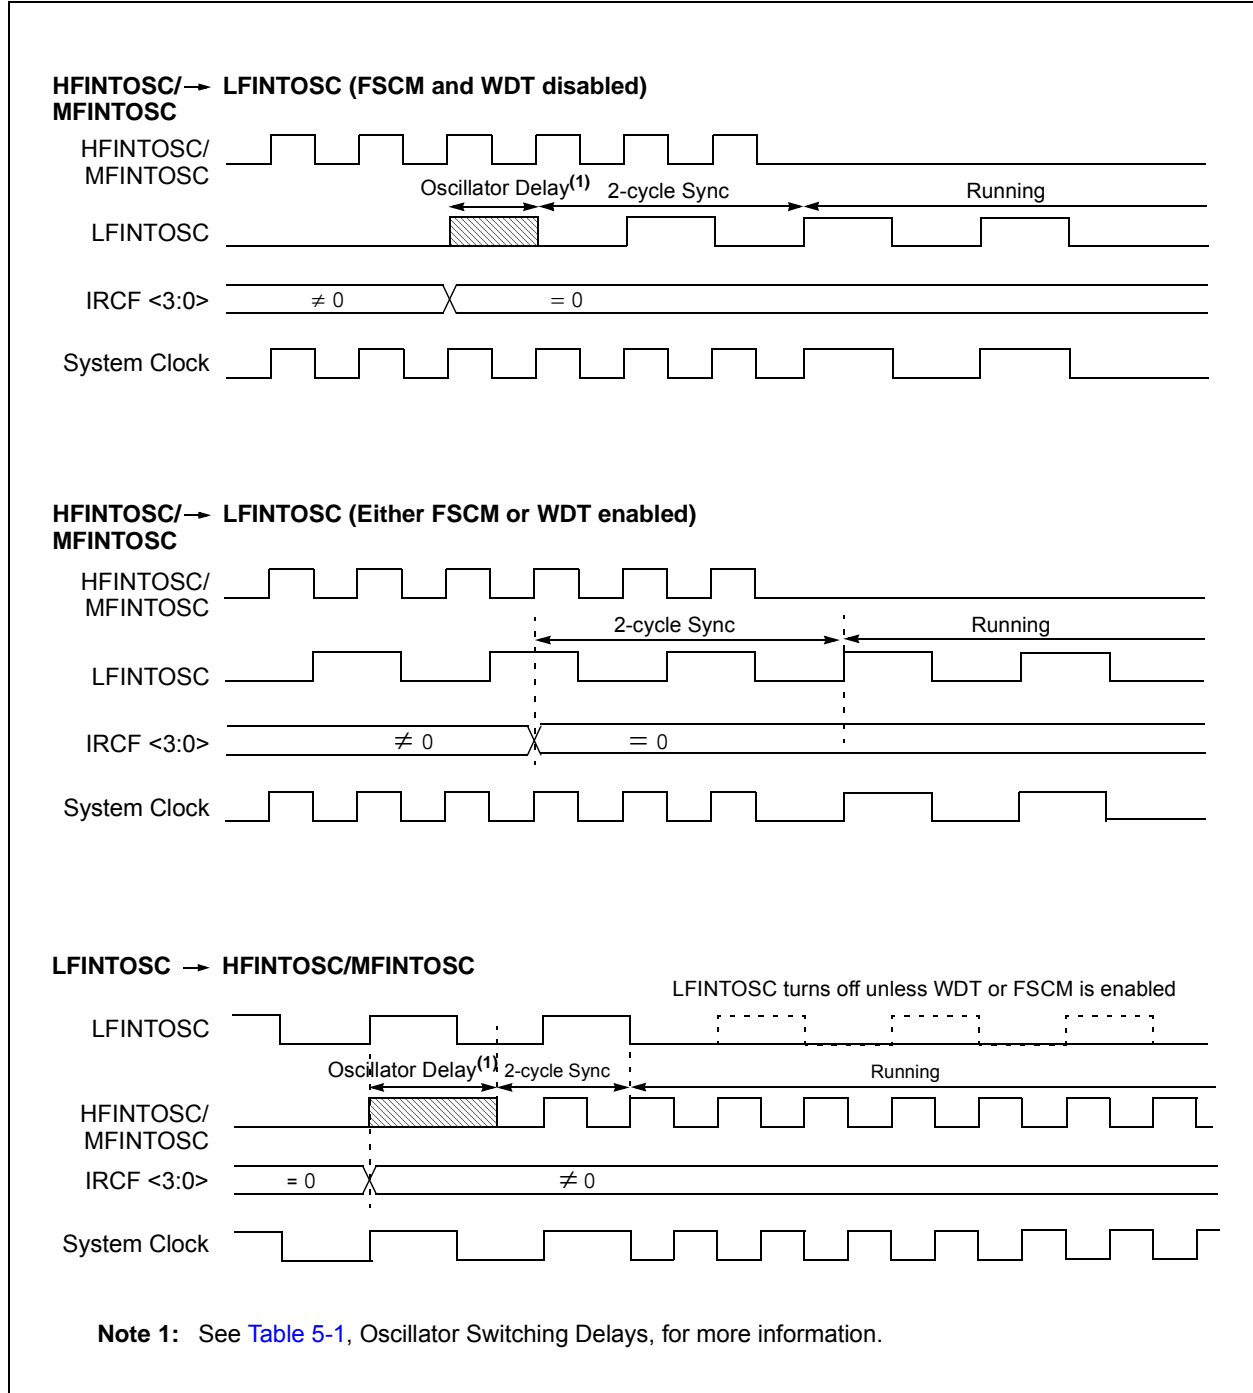 HFINTOSC/→ LFINTOSC (FSCM and WDT disabled)
MFINTOSC
HFINTOSC/
MFINTOSC
Oscillator Delay(1) 2-cycle Sync Running
LFINTOSC
IRCF <3:0> ≠ 0 = 0
System Clock
HFINTOSC/→ LFINTOSC (Either FSCM or WDT enabled)
MFINTOSC
HFINTOSC/
MFINTOSC
2-cycle Sync Running
LFINTOSC
IRCF <3:0> ≠ 0 = 0
System Clock
LFINTOSC → HFINTOSC/MFINTOSC
LFINTOSC turns off unless WDT or FSCM is enabled
LFINTOSC
Oscillator Delay(1) 2-cycle Sync Running
HFINTOSC/
MFINTOSC
IRCF <3:0> = 0 ≠ 0
System Clock
Note 1: See Table 5-1, Oscillator Switching Delays, for more information.